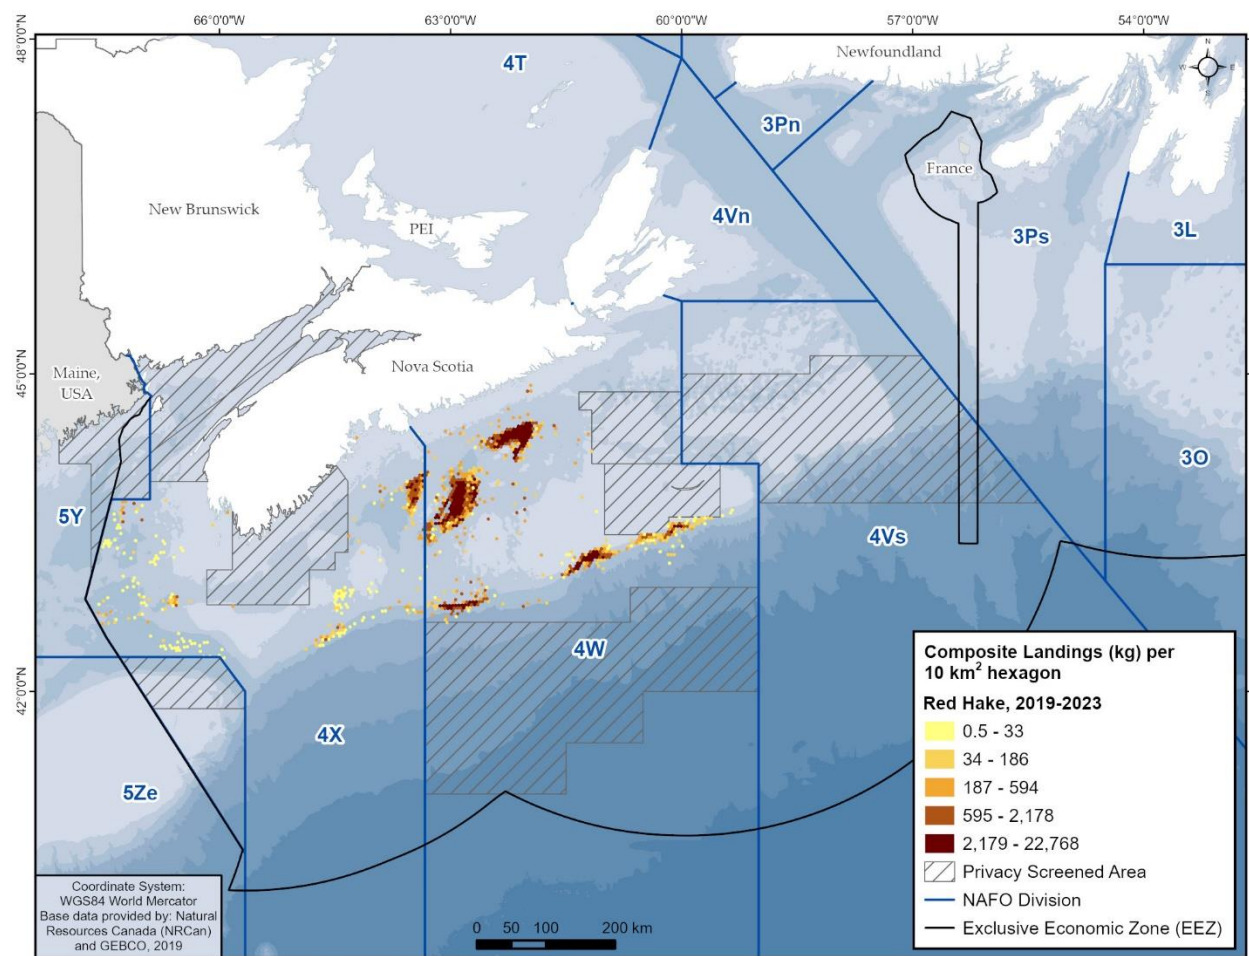 66°0'0"W
63°0'0"W
60°0'0"W
57°0'0"W
54°0'0"W
48°0'0"N
45°0'0"N
42°0'0"N
N
W
E
S
4T
Newfoundland
3Pn
France
New Brunswick
PEI
4Vn
3Ps
3L
Maine,
USA
Nova Scotia
5Y
3O
4Vs
4W
4X
5Ze
Composite Landings (kg) per
10 km² hexagon
Red Hake, 2019-2023
0.5 - 33
34 - 186
187 - 594
595 - 2,178
2,179 - 22,768
Privacy Screened Area
NAFO Division
Exclusive Economic Zone (EEZ)
Coordinate System:
WGS84 World Mercator
Base data provided by: Natural
Resources Canada (NRCan)
and GEBCO, 2019
0 50 100 200 km